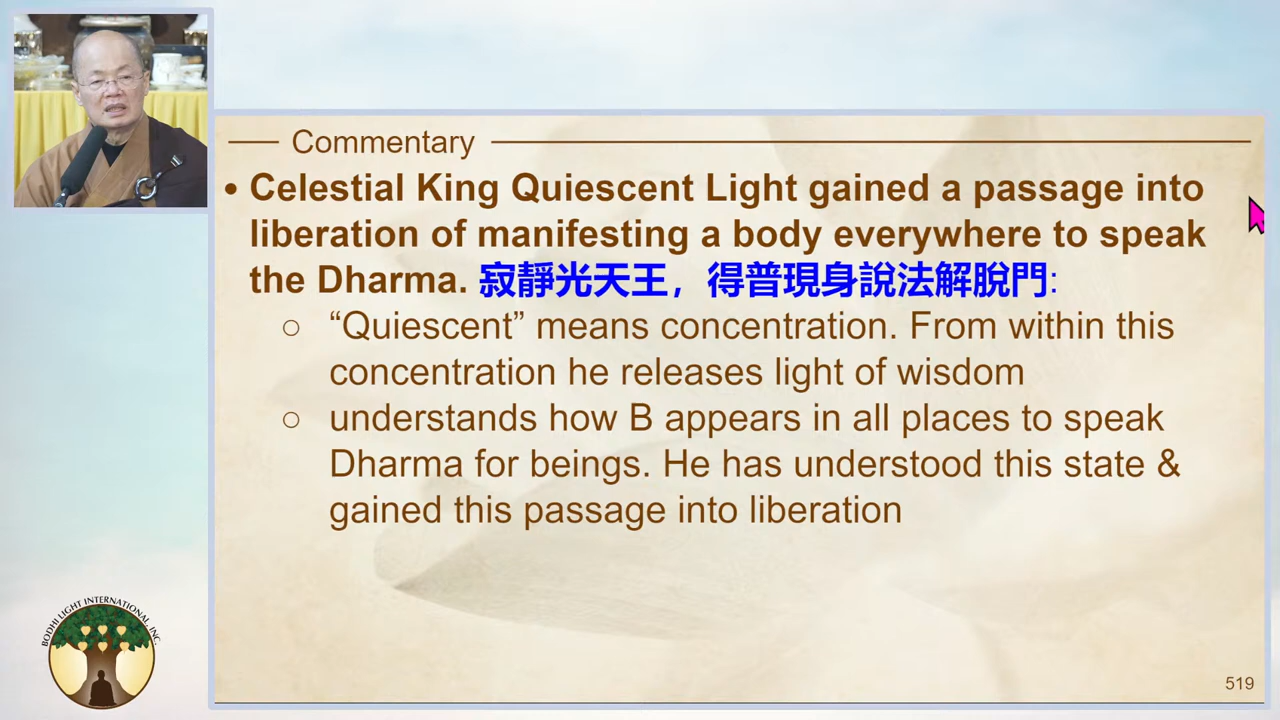 Commentary
• Celestial King Quiescent Light gained a passage into
liberation of manifesting a body everywhere to speak
the Dharma. 寂靜光天王，得普現身說法解脫門:
○ “Quiescent” means concentration. From within this
concentration he releases light of wisdom
○ understands how B appears in all places to speak
Dharma for beings. He has understood this state &
gained this passage into liberation
BODHI LIGHT INTERNATIONAL, INC.
519